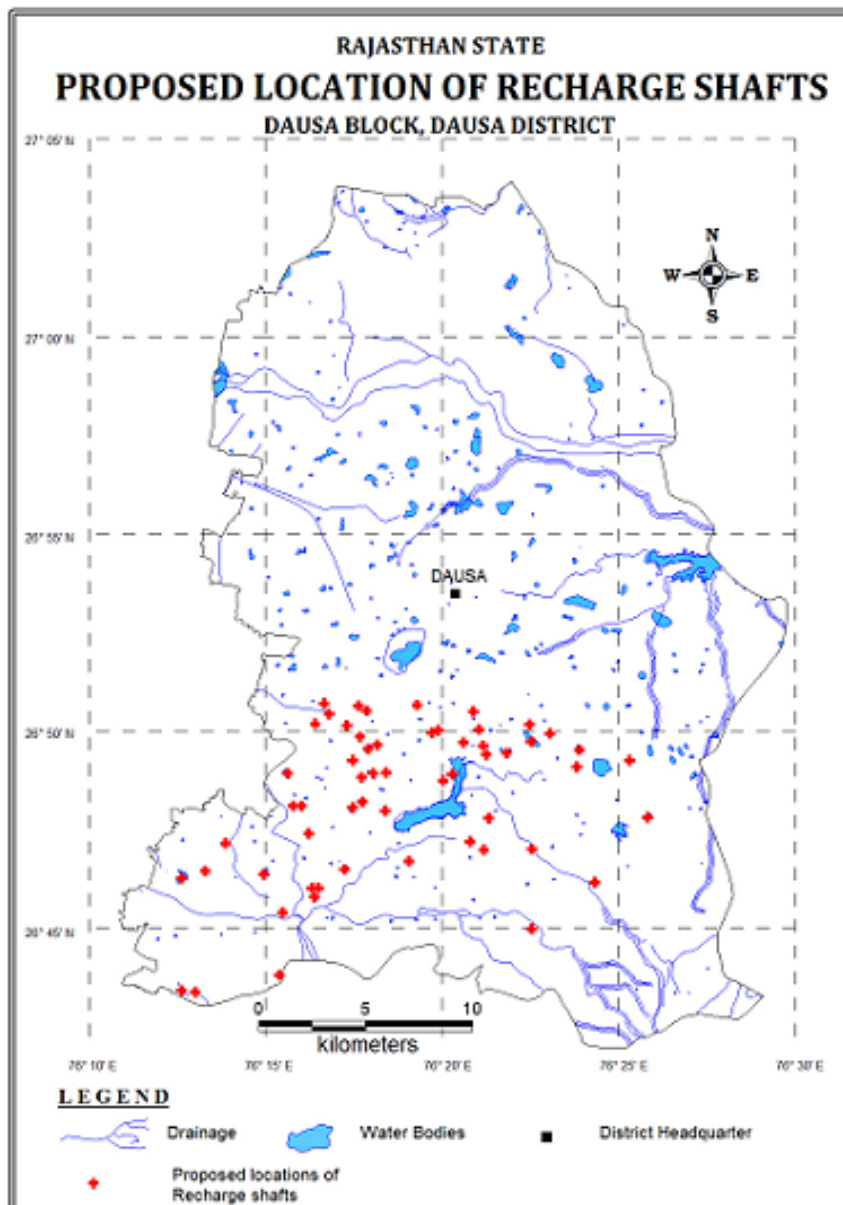 RAJASTHAN STATE
PROPOSED LOCATION OF RECHARGE SHAFTS
DAUSA BLOCK, DAUSA DISTRICT
27° 05' N
N
W E
S
27° 00' N
26° 55' N
DAUSA
26° 50' N
26° 45' N
0 5 10
kilometers
76° 10' E 76° 15' E 76° 20' E 76° 25' E 76° 30' E
LEGEND
Drainage Water Bodies District Headquarter
Proposed locations of
Recharge shafts